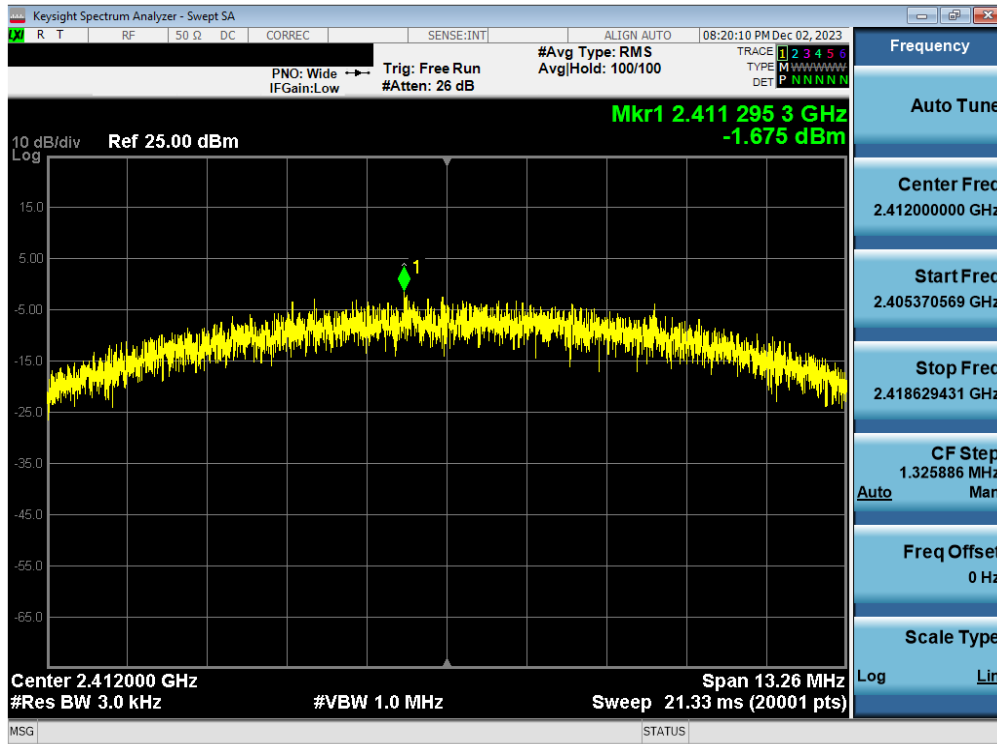 Keysight Spectrum Analyzer - Swept SA
LXI R T RF 50 Ω DC CORREC SENSE:INT ALIGN AUTO 08:20:10 PM Dec 02, 2023
PNO: Wide
IFGain:Low
Trig: Free Run
#Atten: 26 dB
#Avg Type: RMS
Avg|Hold: 100/100
TRACE 1 2 3 4 5 6
TYPE M WWWWW
DET P N N N N N
Mkr1 2.411 295 3 GHz
-1.675 dBm
10 dB/div Ref 25.00 dBm
Log
15.0
5.00
-5.00
-15.0
-25.0
-35.0
-45.0
-55.0
-65.0
1
Center 2.412000 GHz Span 13.26 MHz
#Res BW 3.0 kHz #VBW 1.0 MHz Sweep 21.33 ms (20001 pts)
MSG STATUS
Frequency
Auto Tune
Center Freq
2.412000000 GHz
Start Freq
2.405370569 GHz
Stop Freq
2.418629431 GHz
CF Step
1.325886 MHz
Auto Man
Freq Offset
0 Hz
Scale Type
Log Lin